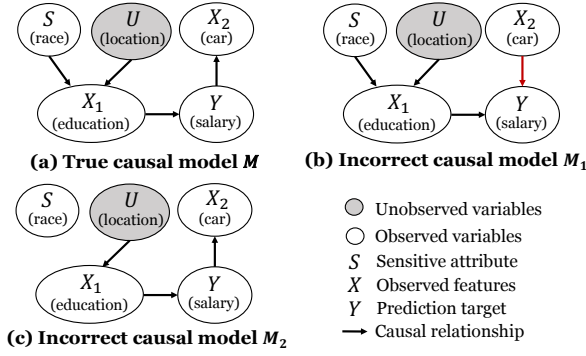 S
(race)
U
(location)
X₂
(car)
X₁
(education)
Y
(salary)
(a) True causal model M
S
(race)
U
(location)
X₂
(car)
X₁
(education)
Y
(salary)
(b) Incorrect causal model M₁
S
(race)
U
(location)
X₂
(car)
X₁
(education)
Y
(salary)
(c) Incorrect causal model M₂
Unobserved variables
Observed variables
S Sensitive attribute
X Observed features
Y Prediction target
Causal relationship